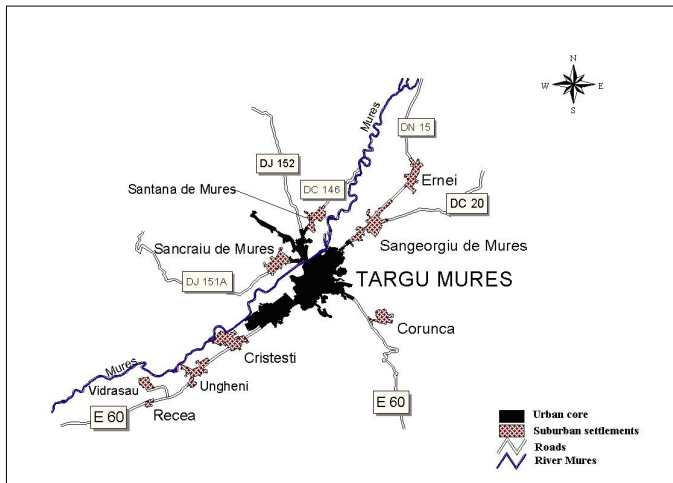 N
W E
S
Mures
DN 15
DJ 152
DC 146
Ernei
Santana de Mures
DC 20
Sancraiu de Mures
Sangeorgiu de Mures
DJ 151A
TARGU MURES
Corunca
Cristesti
Mures
Vidrasau
Ungheni
E 60
Recea
E 60
Urban core
Suburban settlements
Roads
River Mures